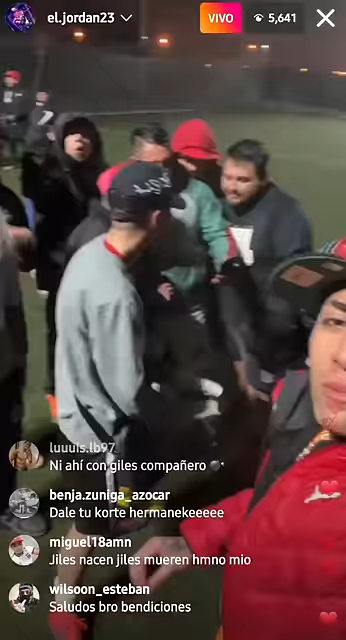 el.jordan23
VIVO
5,641
luuuis.lb97
Ni ahí con giles compañero
benja.zuniga_azocar
Dale tu korte hermanekeeeee
miguel18amn
Jiles nacen jiles mueren hmno mio
wilsoon_esteban
Saludos bro bendiciones